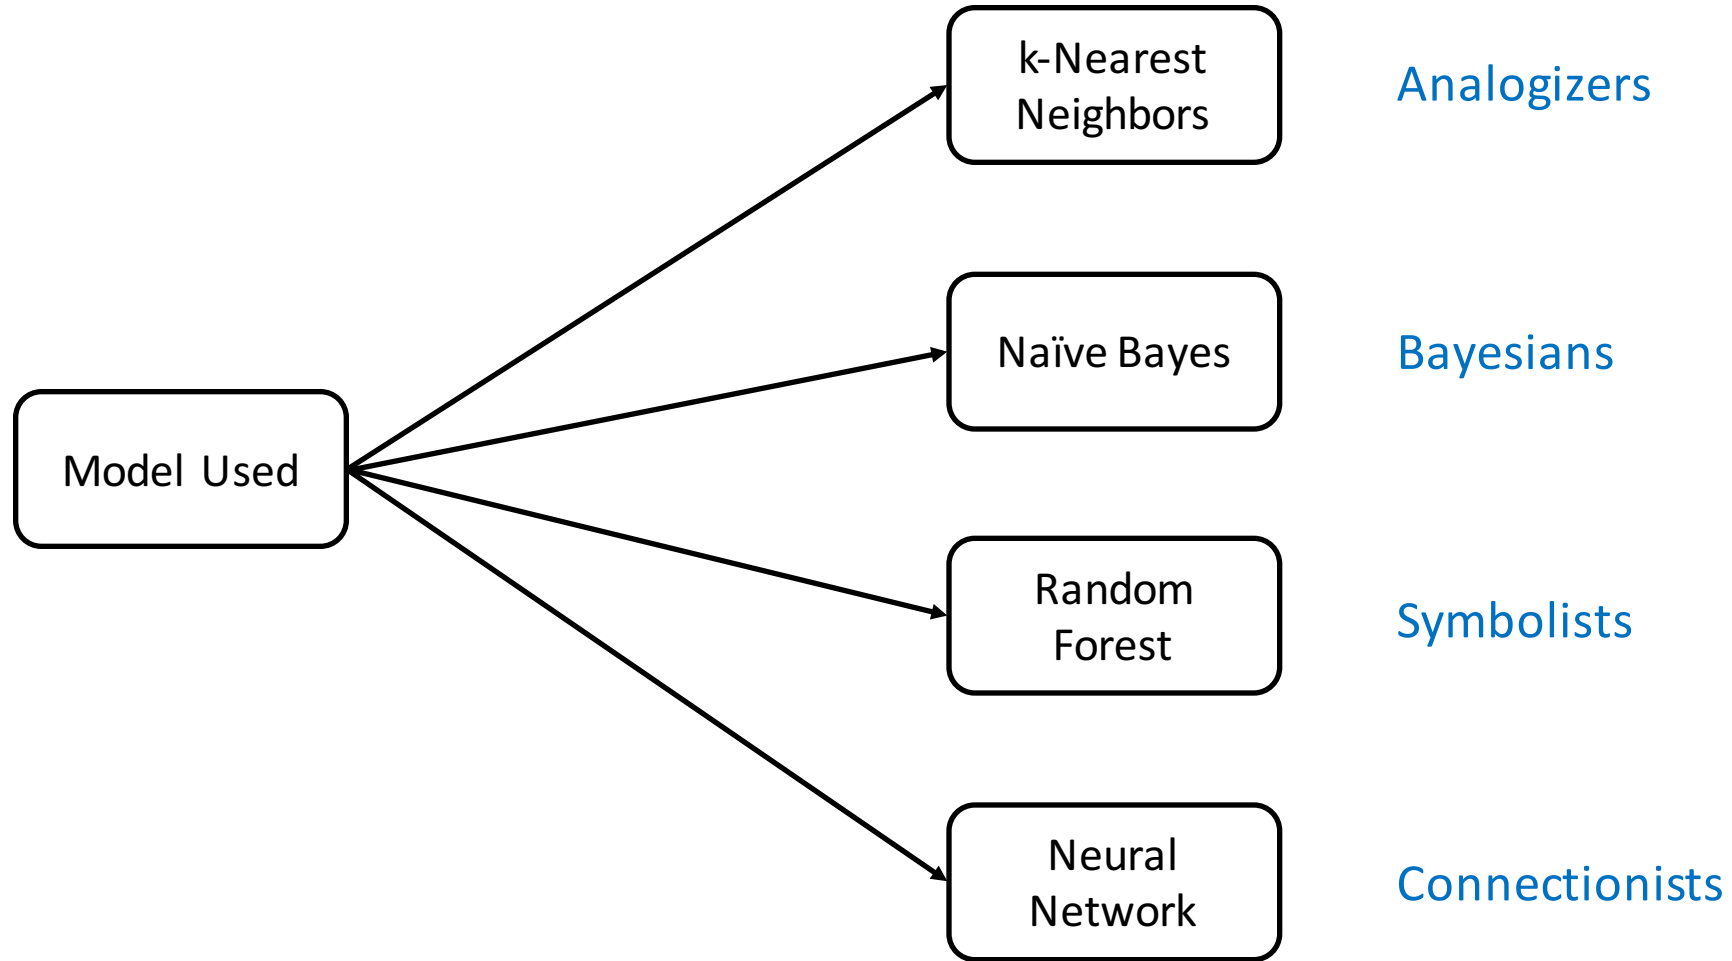 k-Nearest
Neighbors
Analogizers
Naïve Bayes
Bayesians
Model Used
Random
Forest
Symbolists
Neural
Network
Connectionists